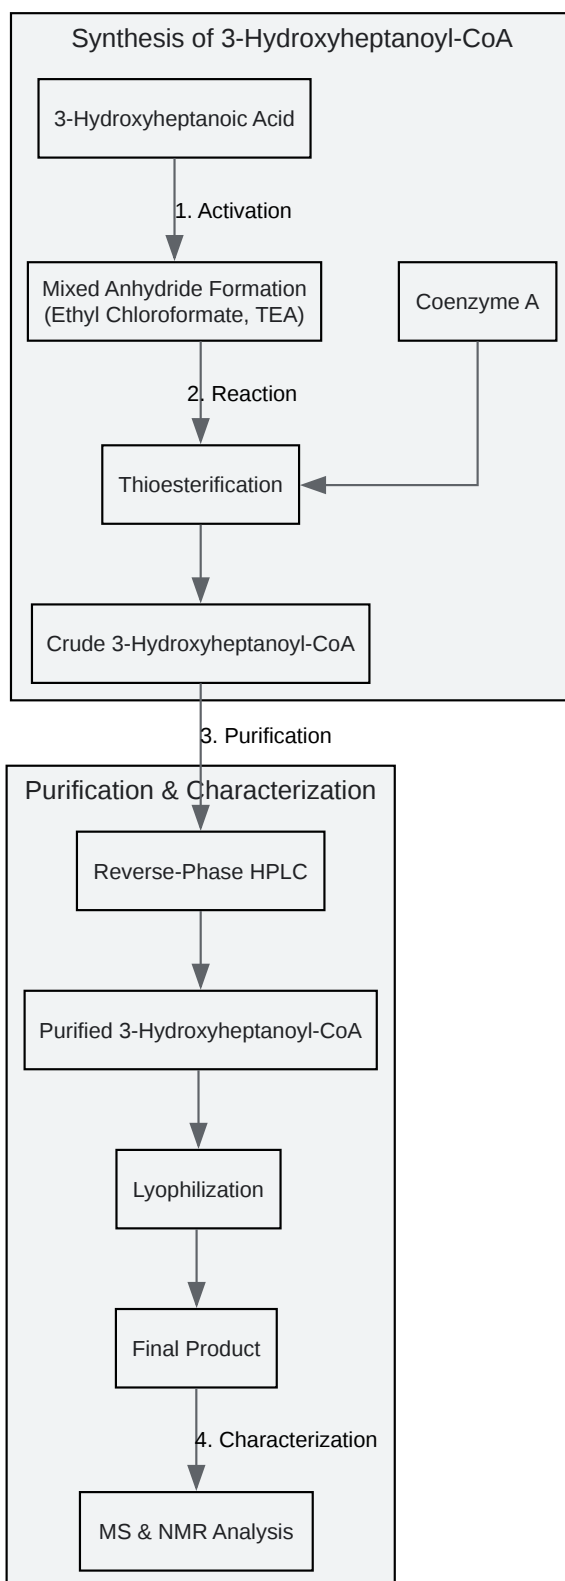 Synthesis of 3-Hydroxyheptanoyl-CoA
3-Hydroxyheptanoic Acid
1. Activation
Mixed Anhydride Formation
(Ethyl Chloroformate, TEA)
Coenzyme A
2. Reaction
Thioesterification
Crude 3-Hydroxyheptanoyl-CoA
3. Purification
Purification & Characterization
Reverse-Phase HPLC
Purified 3-Hydroxyheptanoyl-CoA
Lyophilization
Final Product
4. Characterization
MS & NMR Analysis